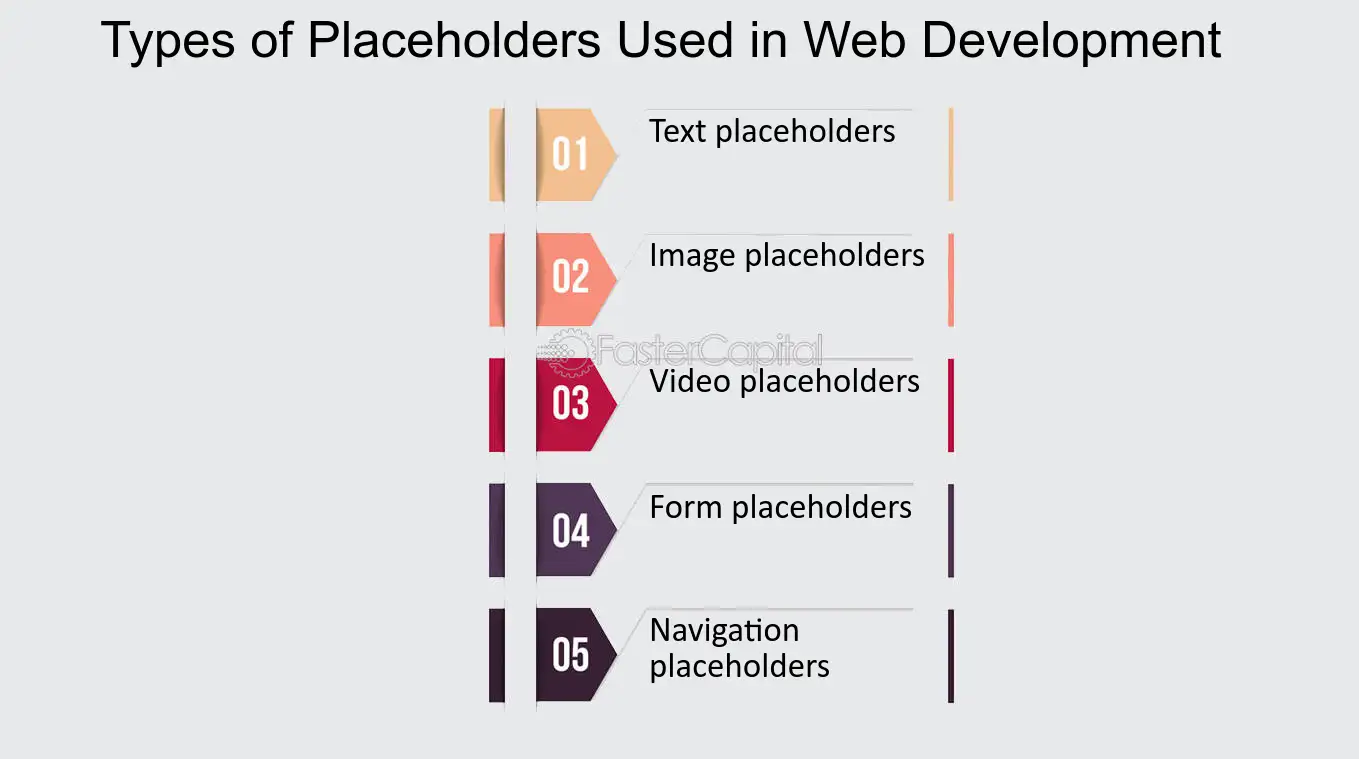 Types of Placeholders Used in Web Development
01
Text placeholders
02
Image placeholders
FasterCapital
03
Video placeholders
04
Form placeholders
05
Navigation
placeholders